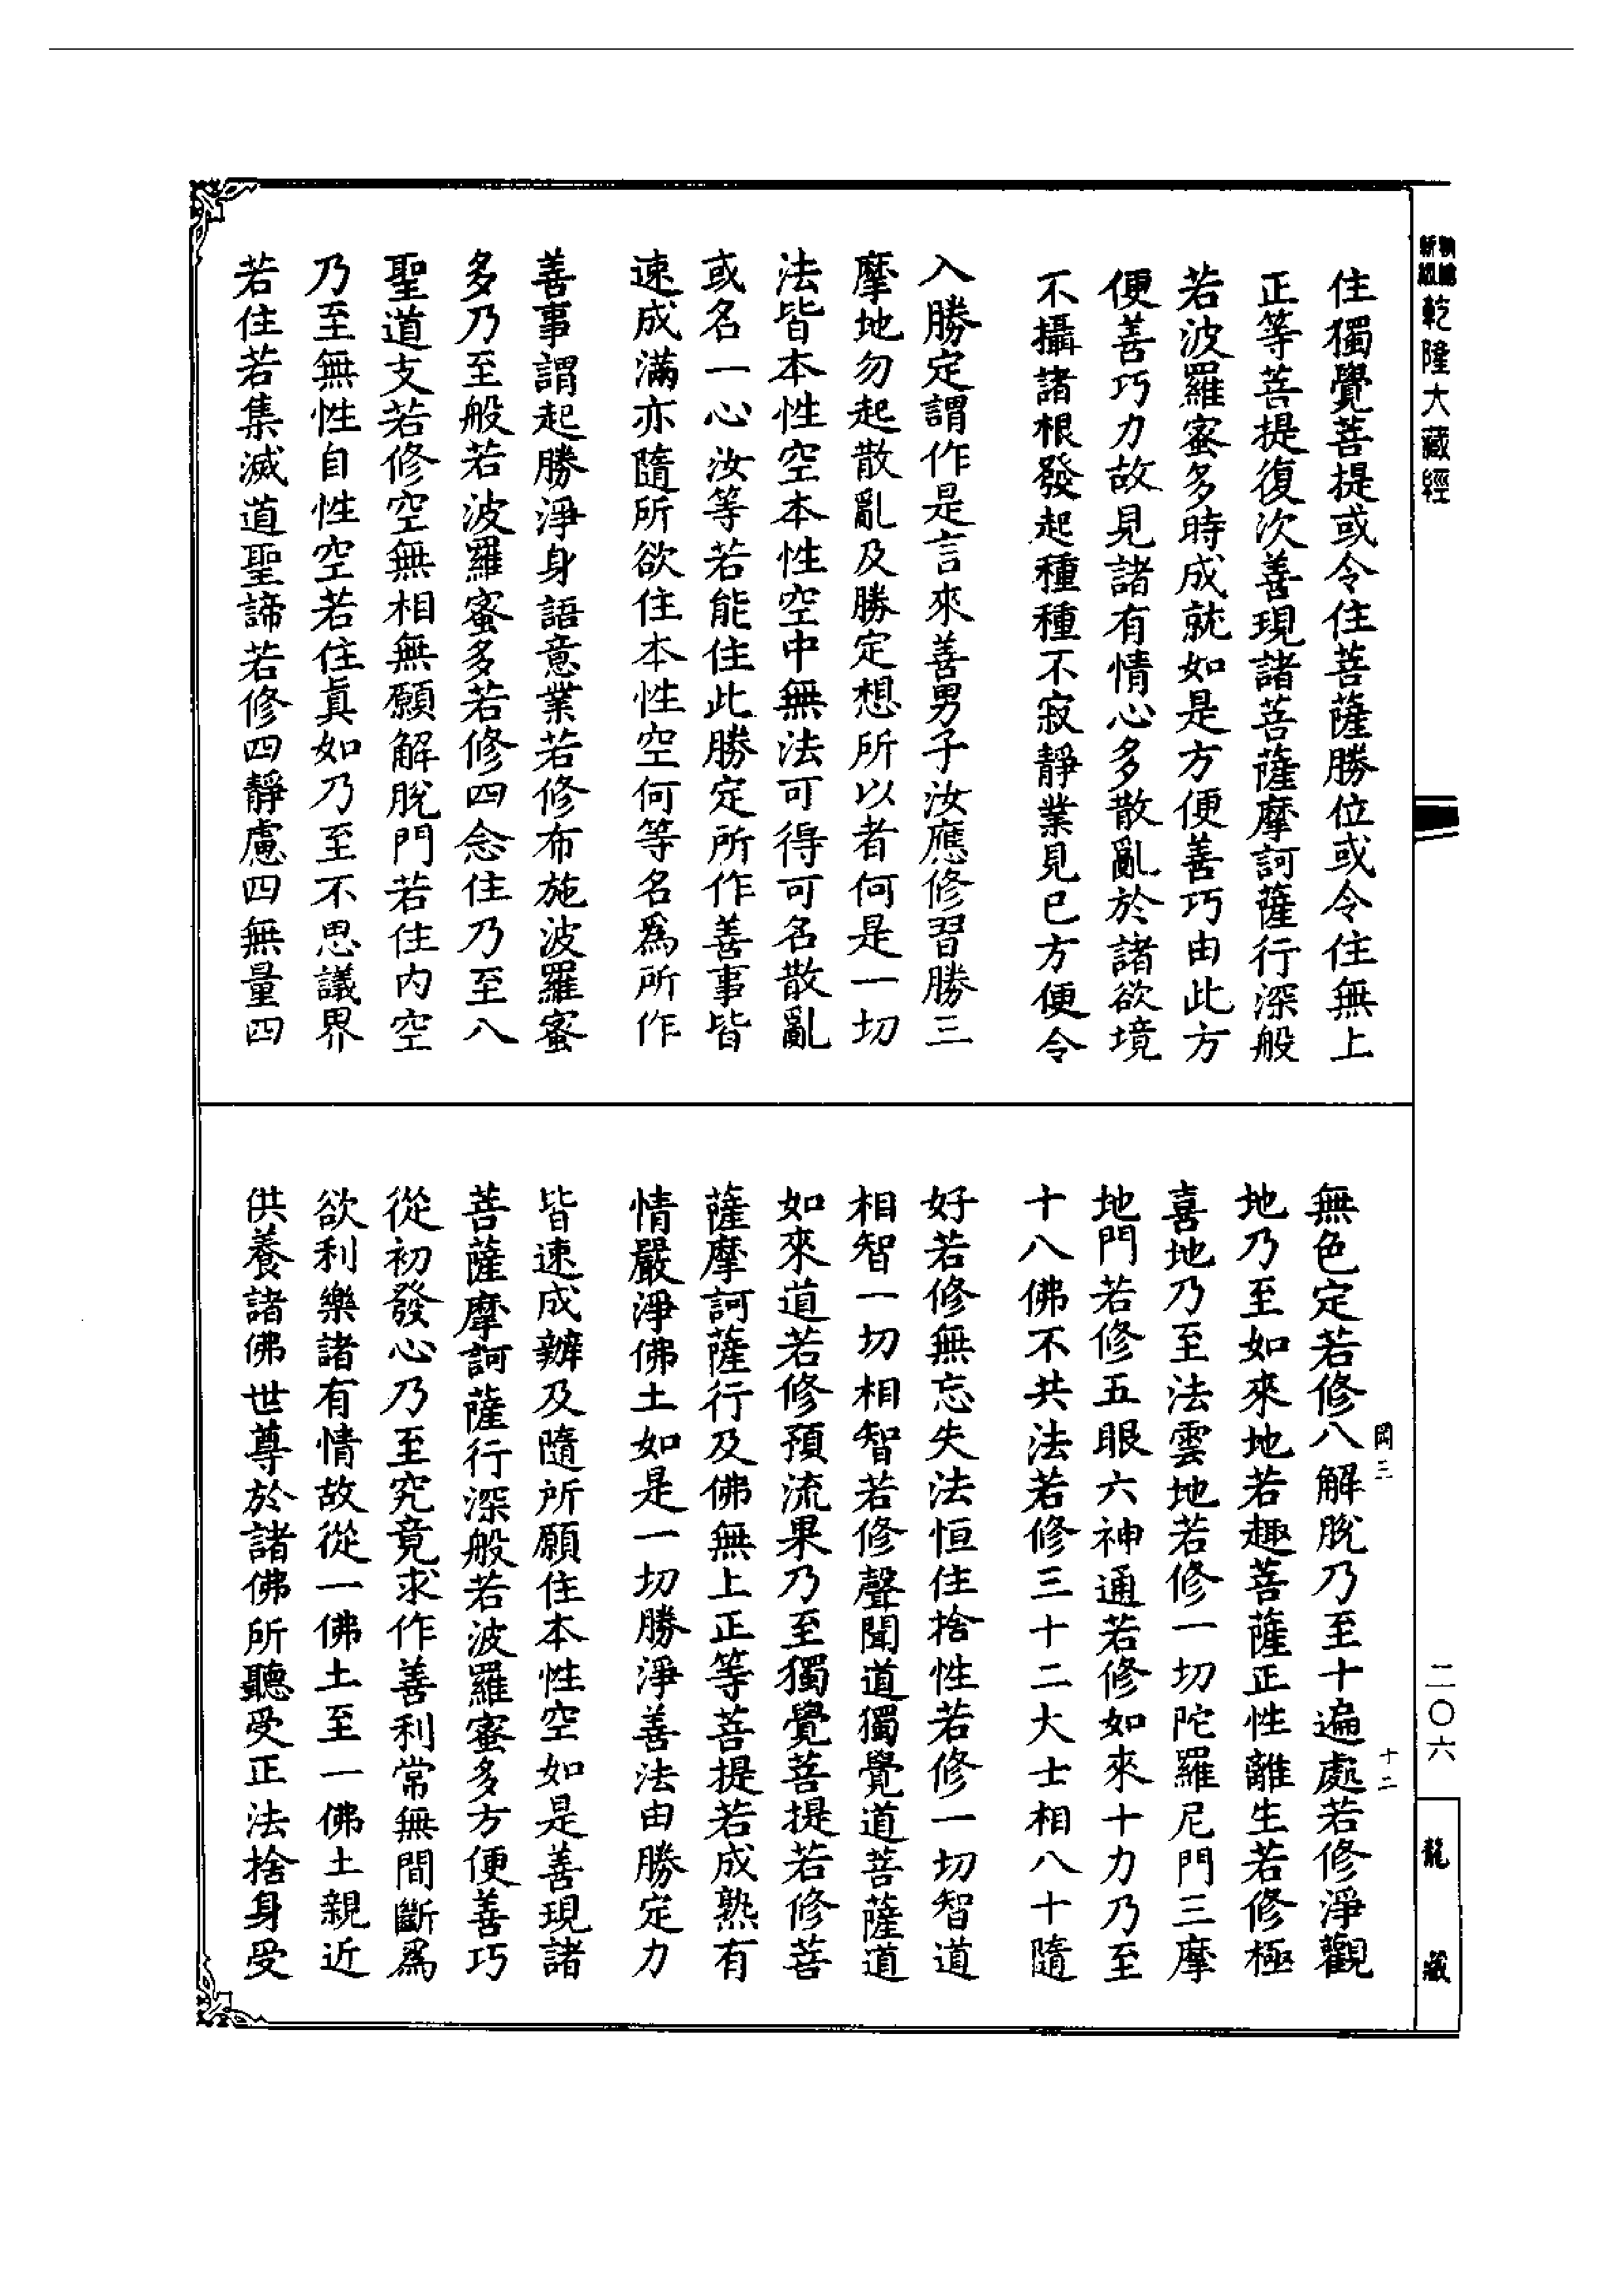 乾隆大藏經
住獨覺菩提或令住菩薩勝位或令住無上
正等菩提復次善現諸菩薩摩訶薩行深般
若波羅蜜多時成就如是方便善巧由此方
便善巧力故見諸有情心多散亂於諸欲境
不攝諸根發起種種不寂靜業見已方便令
入勝定謂作是言來善男子汝應修習勝三
摩地勿起散亂及勝定想所以者何是一切
法皆本性空本性空中無法可得可名散亂
或名一心汝等若能住此勝定所作善事皆
速成滿亦隨所欲住本性空何等名爲所作
善事謂起勝淨身語意業若修布施波羅蜜
多乃至般若波羅蜜多若修四念住乃至八
聖道支若修空無相無願解脫門若住內空
乃至無性自性空若住眞如乃至不思議界
若住若集滅道聖諦若修四靜慮四無量四
無色定若修八解脫乃至十遍處若修淨觀
地乃至如來地若趣菩薩正性離生若修極
喜地乃至法雲地若修一切陀羅尼門三摩
地門若修五眼六神通若修如來十力乃至
十八佛不共法若修三十二大士相八十隨
好若修無忘失法恒住捨性若修一切智道
相智一切相智若修聲聞道獨覺道菩薩道
如來道若修預流果乃至獨覺菩提若修菩
薩摩訶薩行及佛無上正等菩提若成熟有
情嚴淨佛土如是一切勝淨善法由勝定力
皆速成辦及隨所願住本性空如是善現諸
菩薩摩訶薩行深般若波羅蜜多方便善巧
從初發心乃至究竟求作善利常無間斷爲
欲利樂諸有情故從一佛土至一佛土親近
供養諸佛世尊於諸佛所聽受正法捨身受
三
十二
二〇六
龍藏